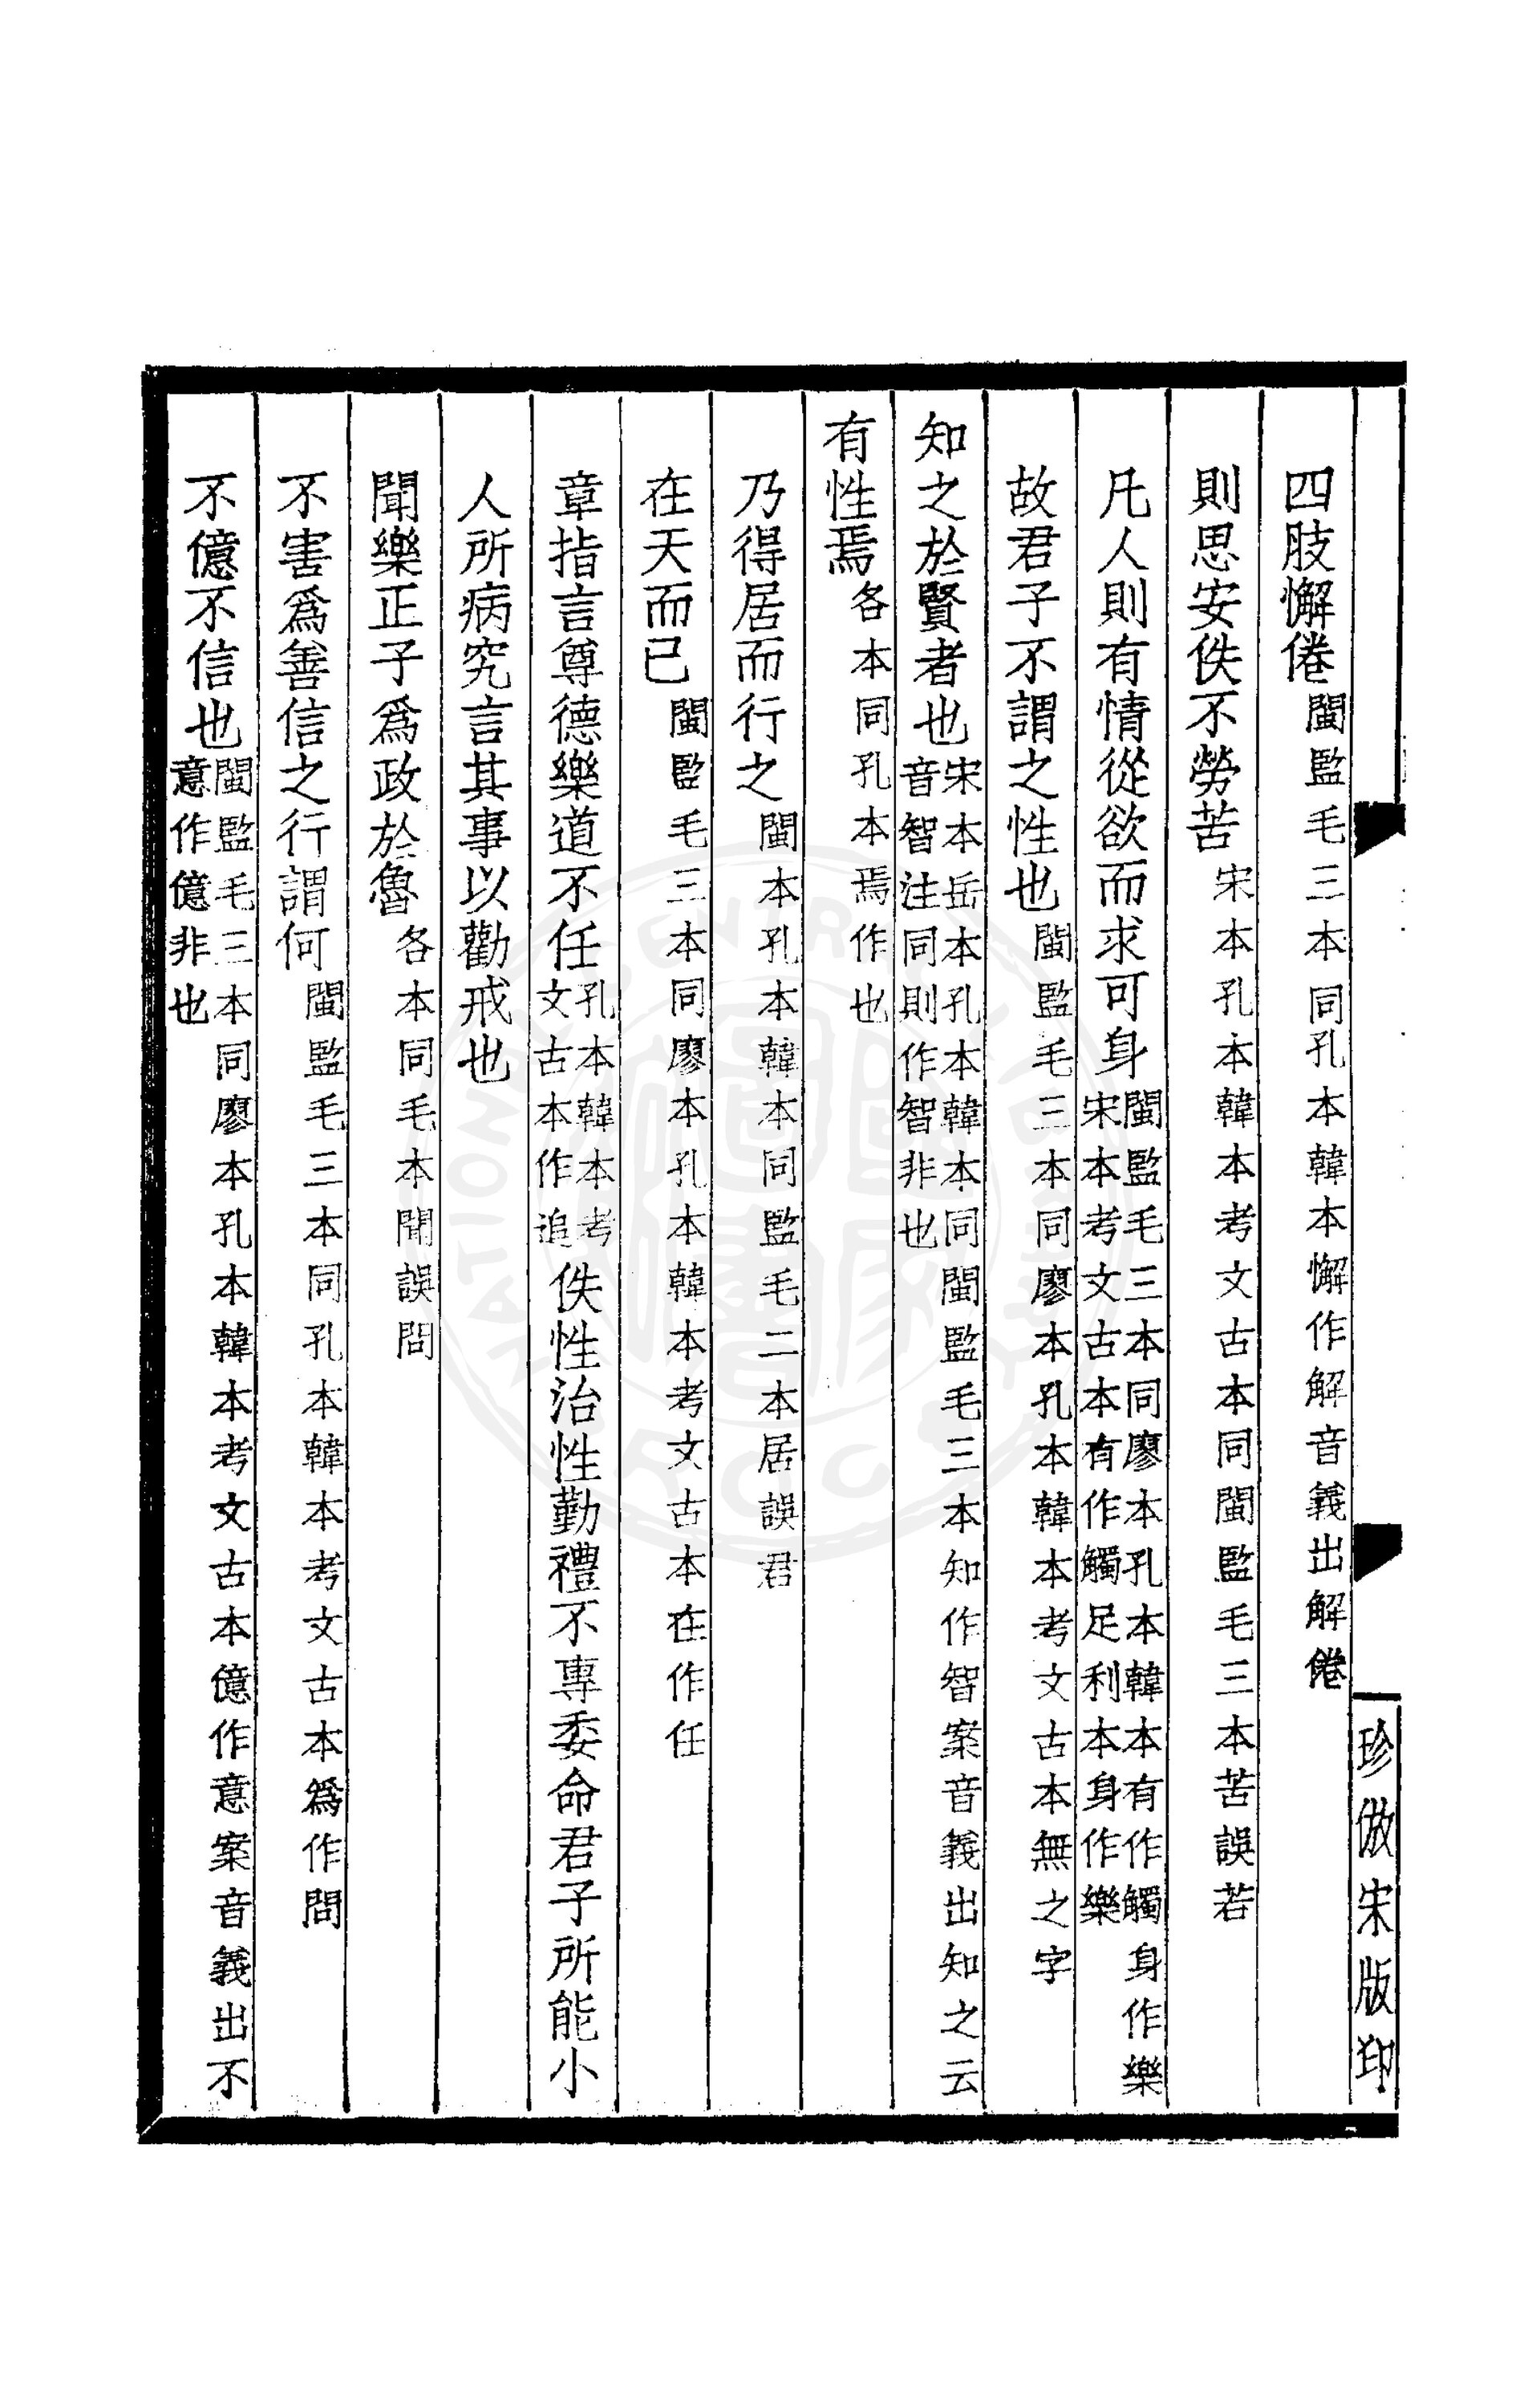 四肢懈倦閩監毛三本同孔本韓本懈作解音義出解倦
則思安佚不勞苦宋本孔本韓本考文古本同閩監毛三本苦誤若
凡人則有情從欲而求可身閩監毛三本同廖本孔本韓本有作觸身作樂宋本考文古本有作觸足利本身作樂
故君子不謂之性也閩監毛三本同廖本孔本韓本考文古本無之字
知之於賢者也宋本岳本孔本韓本同閩監毛三本知作智案音義出知之云音智注同則作智非也
有性焉各本同孔本焉作也
乃得居而行之閩本孔本韓本同監毛二本居誤君
在天而已閩監毛三本同廖本孔本韓本考文古本在作任
章指言尊德樂道不任孔本韓本考文古本作追佚性治性勤禮不專委命君子所能小
人所病究言其事以勸戒也
聞樂正子爲政於魯各本同毛本聞誤問
不害爲善信之行謂何閩監毛三本同孔本韓本考文古本爲作問
不億不信也閩監毛三本同廖本孔本韓本考文古本億作意案音義出不意作億非也
珍倣宋版印